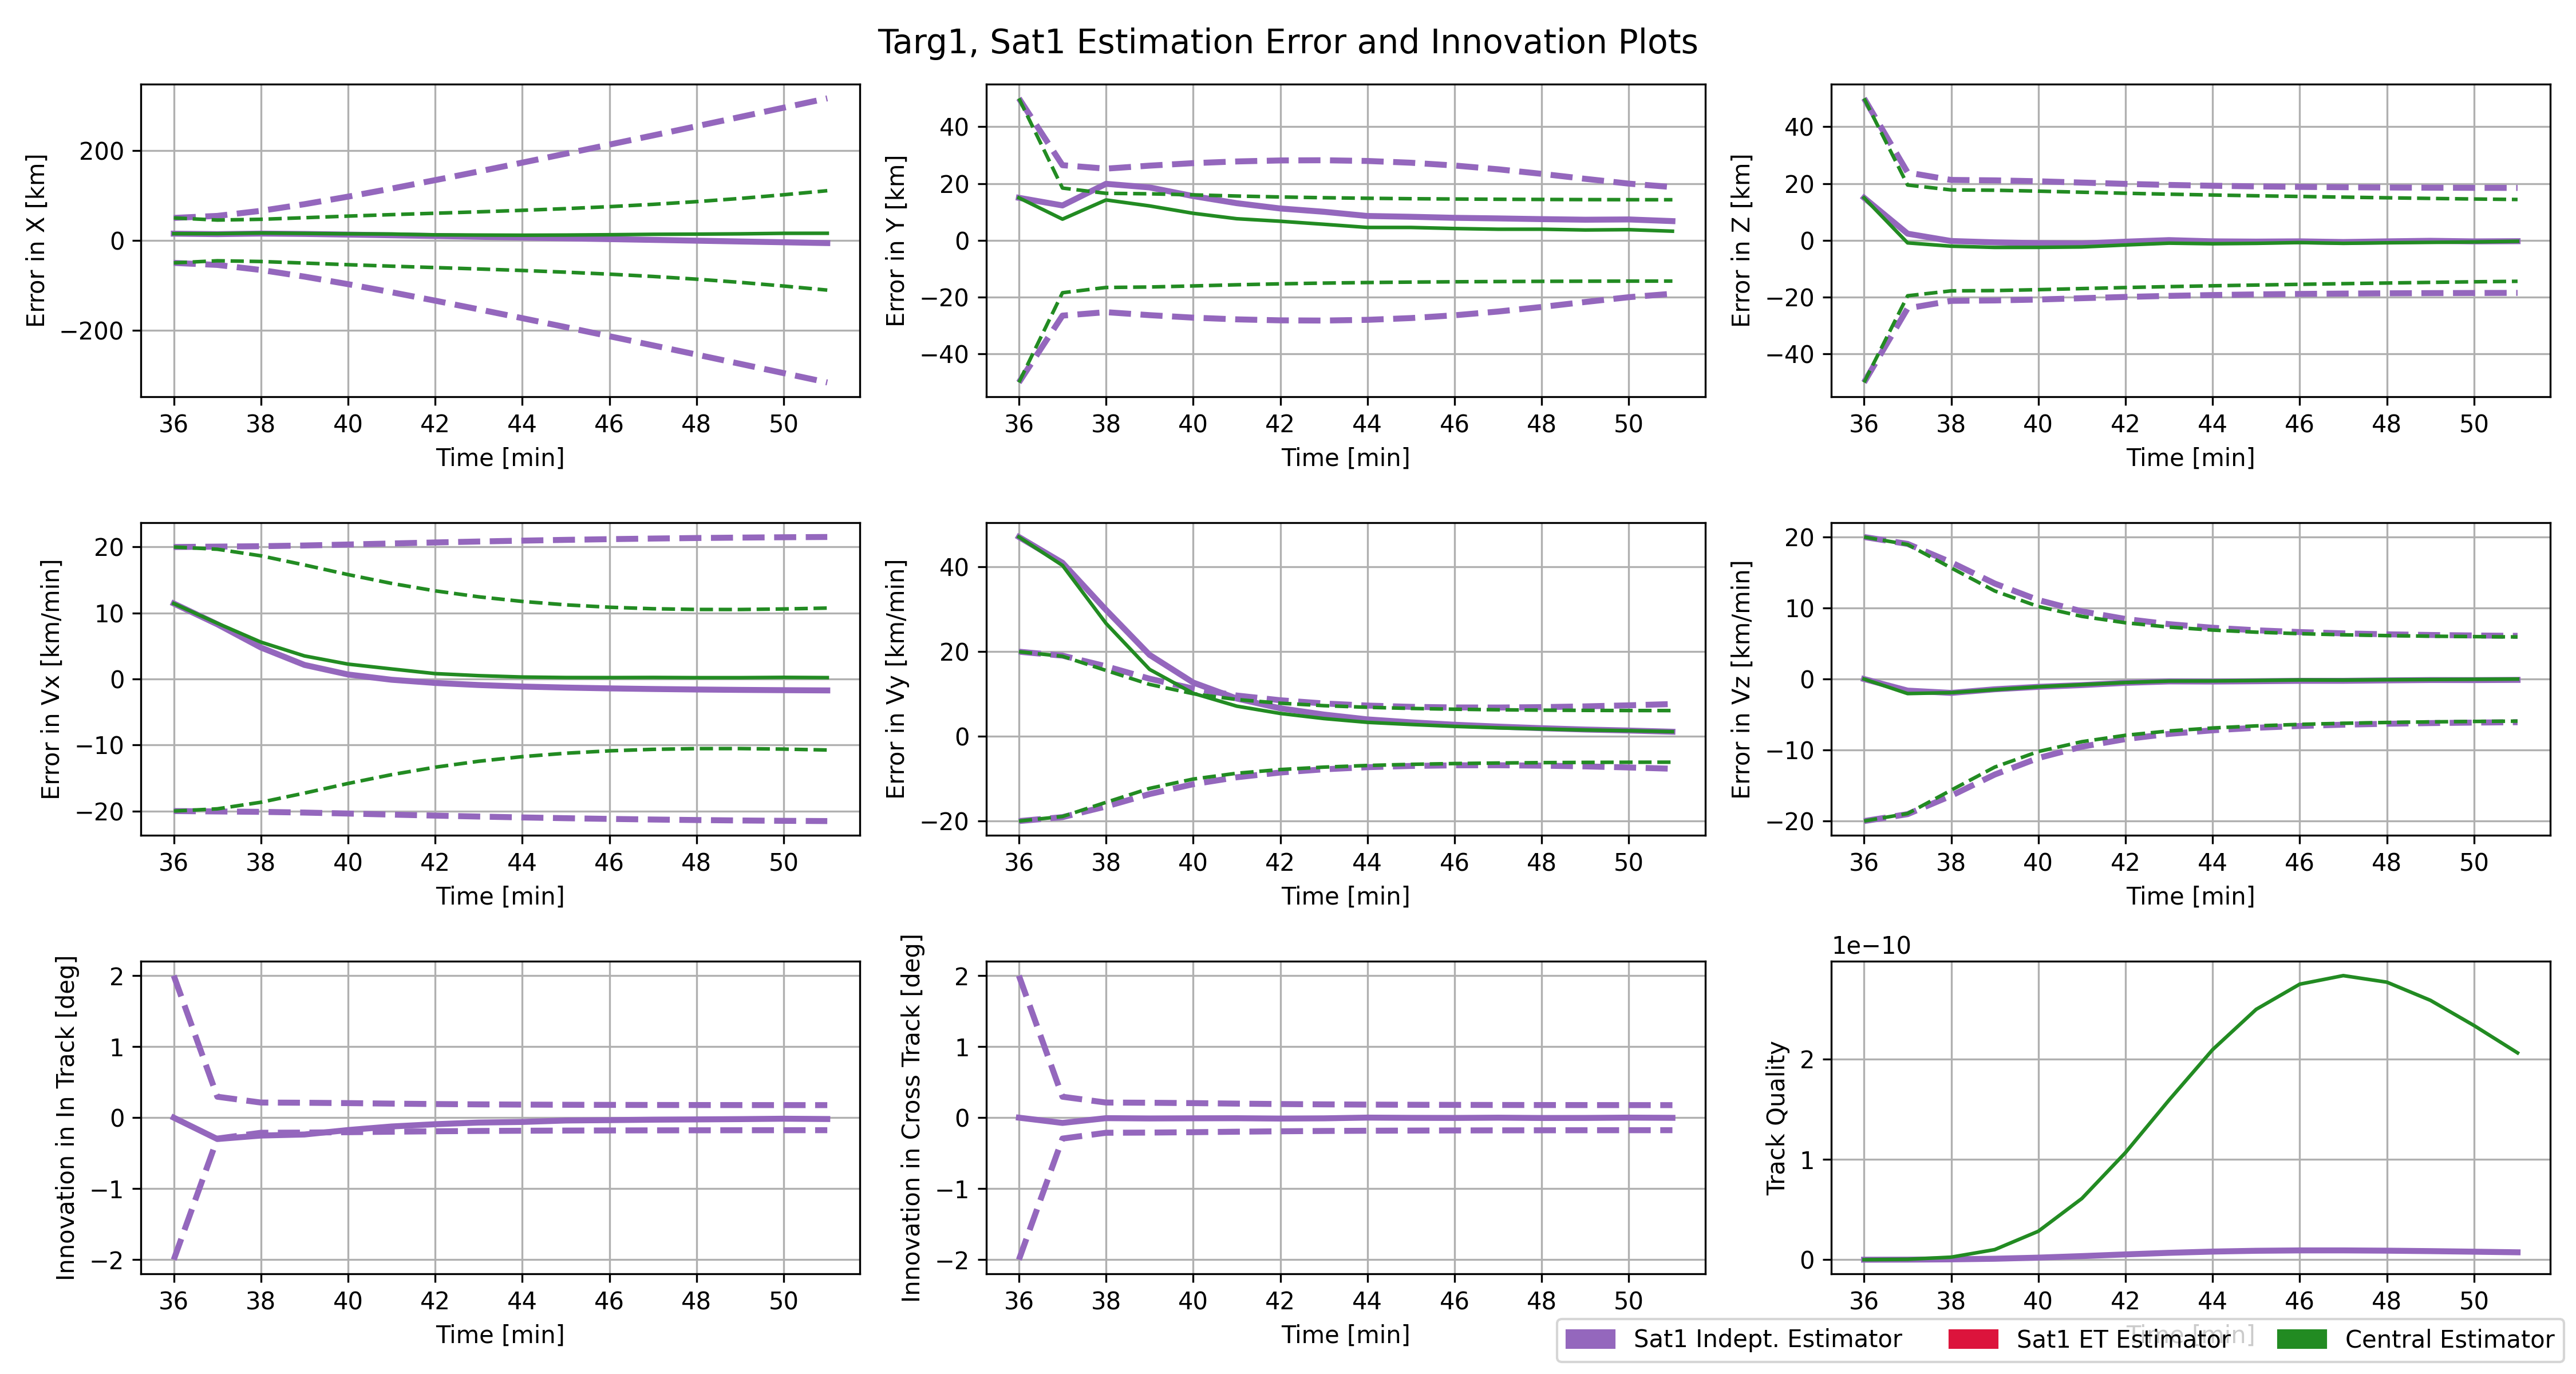 Targ1, Sat1 Estimation Error and Innovation Plots
Error in X [km]
200
0
−200
36 38 40 42 44 46 48 50
Time [min]
Error in Y [km]
40
20
0
−20
−40
36 38 40 42 44 46 48 50
Time [min]
Error in Z [km]
40
20
0
−20
−40
36 38 40 42 44 46 48 50
Time [min]
Error in Vx [km/min]
20
10
0
−10
−20
36 38 40 42 44 46 48 50
Time [min]
Error in Vy [km/min]
40
20
0
−20
36 38 40 42 44 46 48 50
Time [min]
Error in Vz [km/min]
20
10
0
−10
−20
36 38 40 42 44 46 48 50
Time [min]
Innovation in In Track [deg]
2
1
0
−1
−2
36 38 40 42 44 46 48 50
Time [min]
Innovation in Cross Track [deg]
2
1
0
−1
−2
36 38 40 42 44 46 48 50
Time [min]
1e−10
Track Quality
2
1
0
36 38 40 42 44 46 48 50
Time [min]
Sat1 Indept. Estimator
Sat1 ET Estimator
Central Estimator